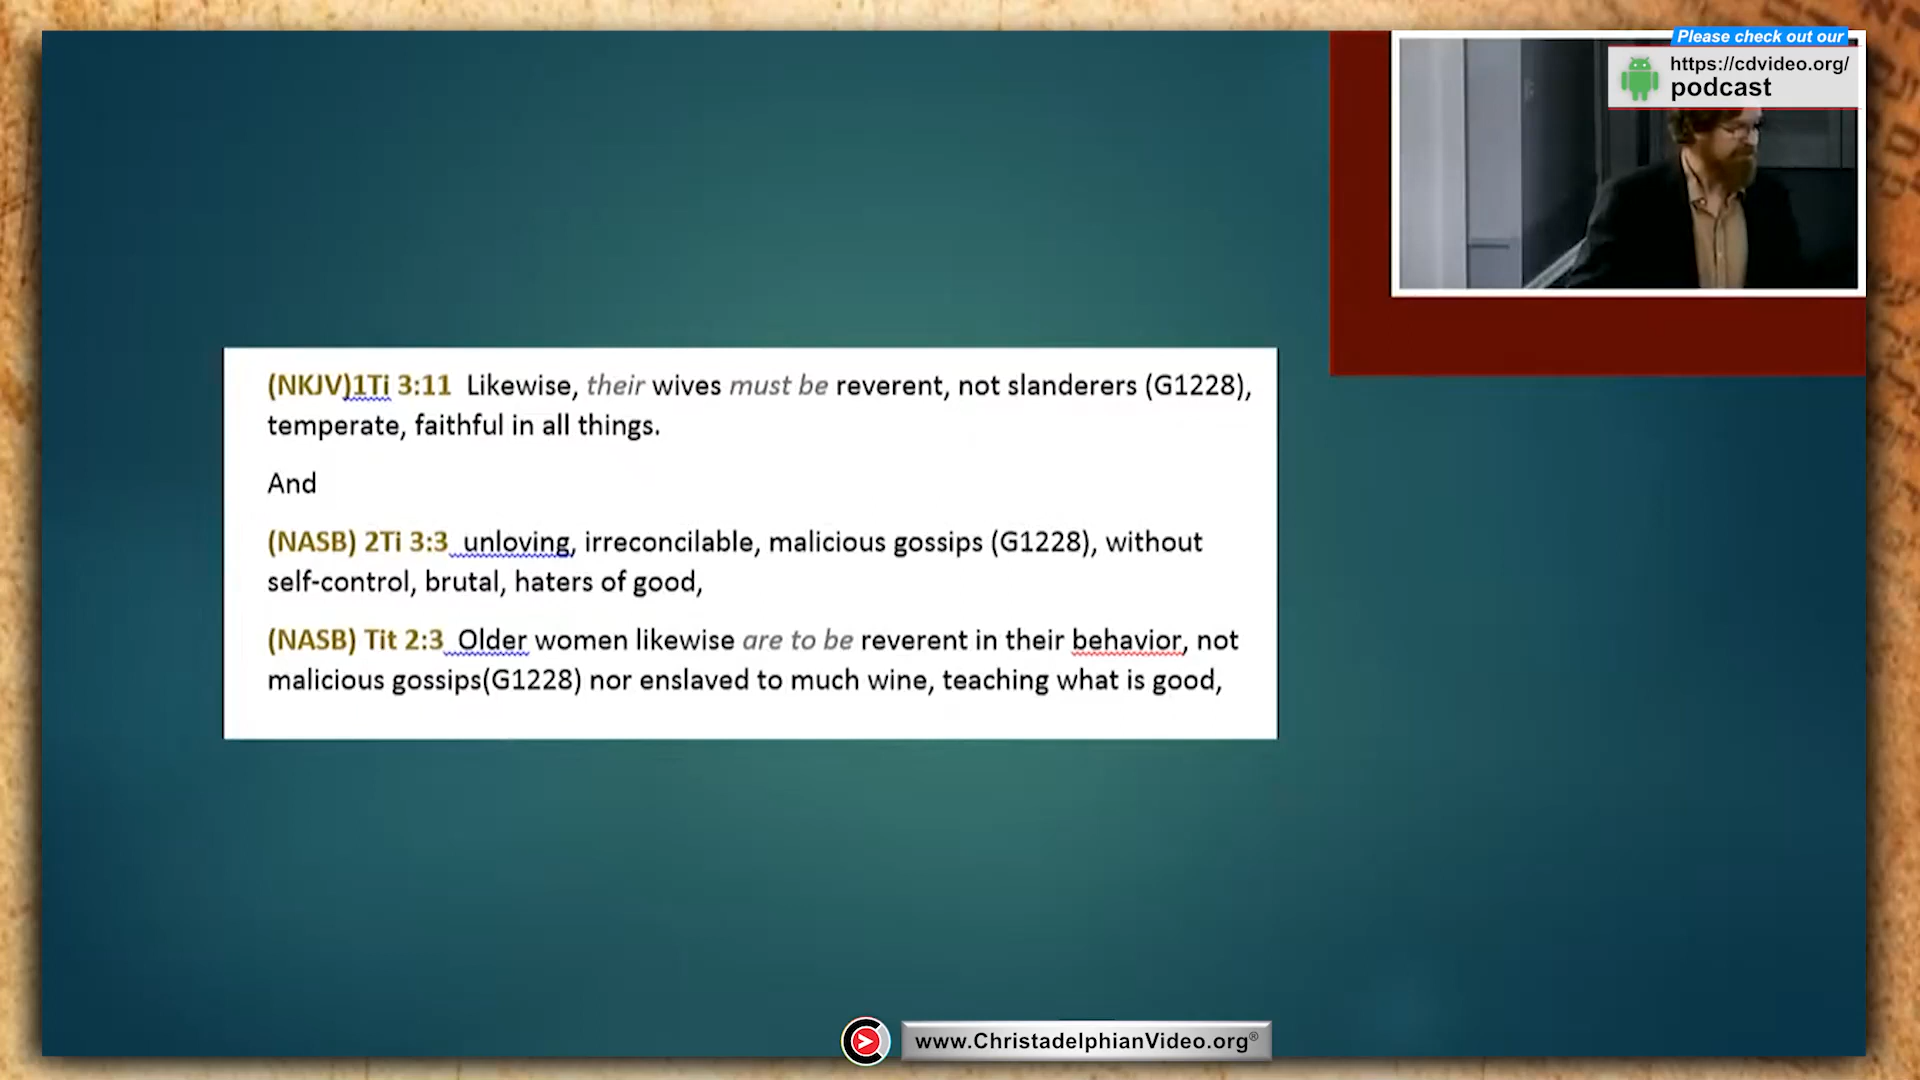 Please check out our
https://cdvideo.org/
podcast
(NKJV)1Ti 3:11 Likewise, their wives must be reverent, not slanderers (G1228),
temperate, faithful in all things.
And
(NASB) 2Ti 3:3 unloving, irreconcilable, malicious gossips (G1228), without
self-control, brutal, haters of good,
(NASB) Tit 2:3 Older women likewise are to be reverent in their behavior, not
malicious gossips(G1228) nor enslaved to much wine, teaching what is good,
www.ChristadelphianVideo.org®